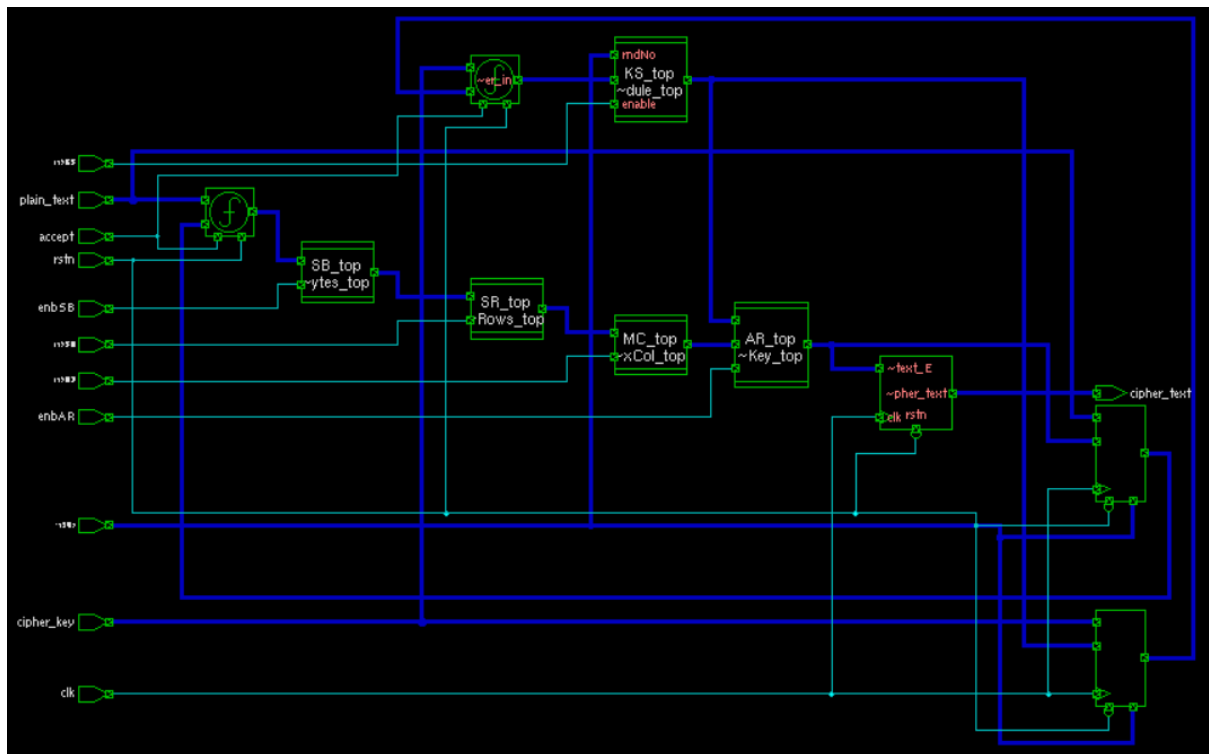 rndNo
KS_top
~dule_top
enable
~er_in
plain_text
accept
rstn
SB_top
~ytes_top
enbSB
SR_top
Rows_top
MC_top
~xCol_top
AR_top
~Key_top
enbAR
~text_E
~pher_text
clk rstn
cipher_text
cipher_key
clk